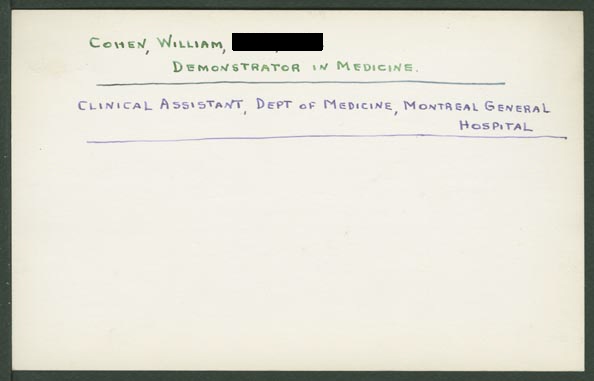 Cohen, William,
Demonstrator in Medicine.
Clinical Assistant, Dept of Medicine, Montreal General
Hospital